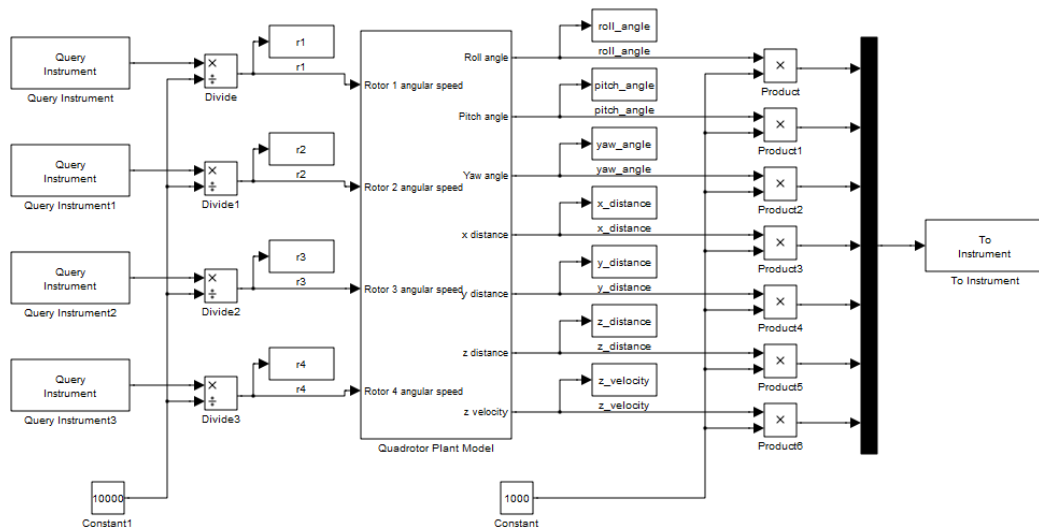 Query
Instrument
Query Instrument
×
÷
Divide
r1
r1
Query
Instrument
Query Instrument1
×
÷
Divide1
r2
r2
Query
Instrument
Query Instrument2
×
÷
Divide2
r3
r3
Query
Instrument
Query Instrument3
×
÷
Divide3
r4
r4
10000
Constant1
Rotor 1 angular speed
Rotor 2 angular speed
Rotor 3 angular speed
Rotor 4 angular speed
Roll angle
Pitch angle
Yaw angle
x distance
y distance
z distance
z velocity
Quadrotor Plant Model
roll_angle
roll_angle
pitch_angle
pitch_angle
yaw_angle
yaw_angle
x_distance
x_distance
y_distance
y_distance
z_distance
z_distance
z_velocity
z_velocity
1000
Constant
×
Product
×
Product1
×
Product2
×
Product3
×
Product4
×
Product5
×
Product6
To
Instrument
To Instrument